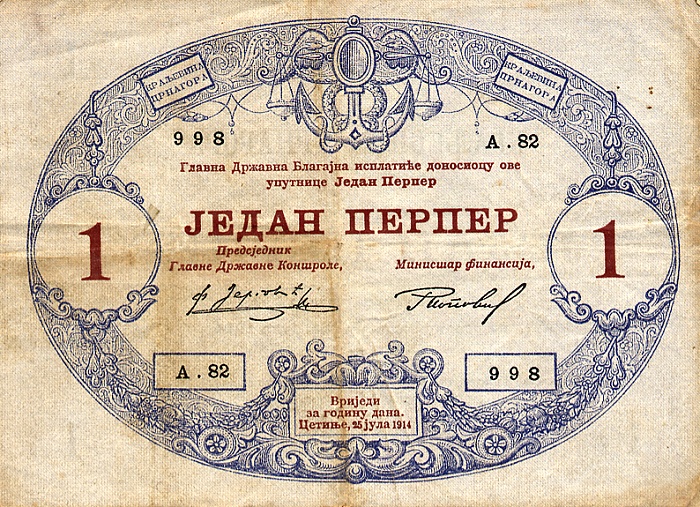 КРАЉЕВИНА
ЦРНАГОРА
КРАЉЕВИНА
ЦРНАГОРА
998
А. 82
Главна Државна Благајна исплатиће доносиоцу ове
упутнице Један Перпер
ЈЕДАН ПЕРПЕР
1
1
Предсједник
Главне Државне Контроле,
Министар финансија,
А. 82
998
Вриједи
за годину дана.
Цетиње, 25 јула 1914